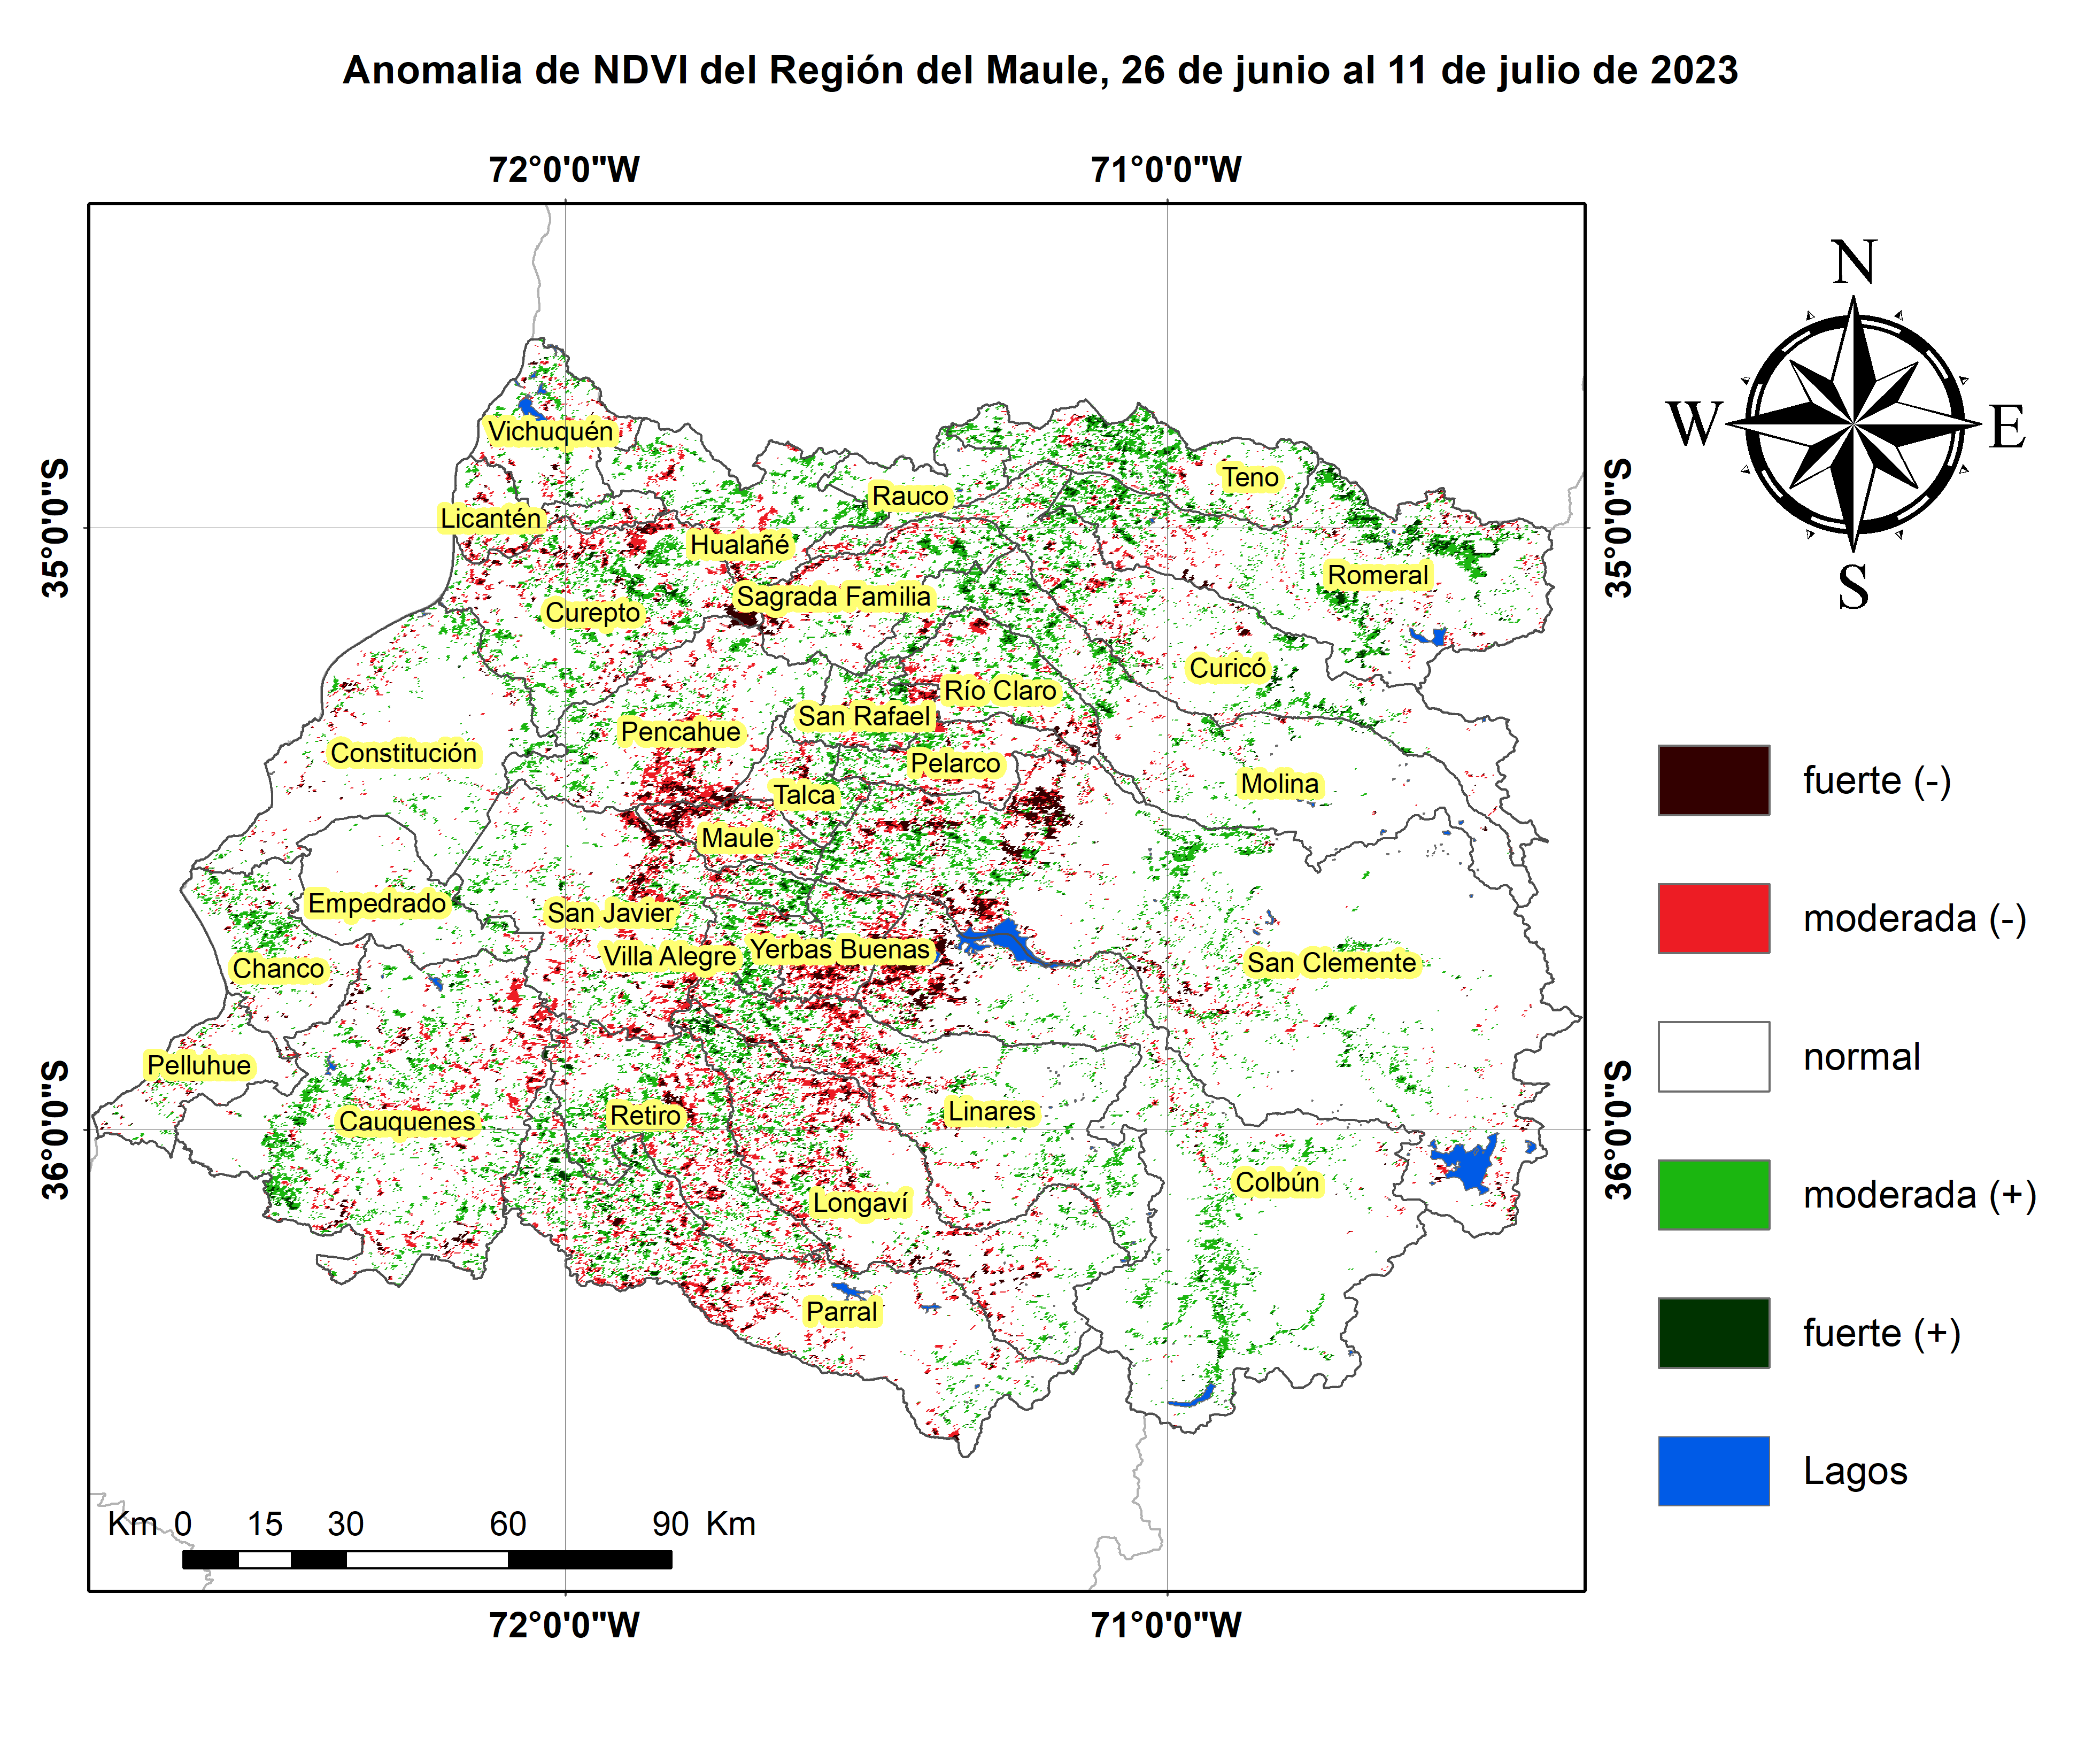 Anomalia de NDVI del Región del Maule, 26 de junio al 11 de julio de 2023
72°0'0"W
71°0'0"W
N
W
E
S
35°0'0"S
35°0'0"S
36°0'0"S
36°0'0"S
Vichuquén
Teno
Rauco
Licantén
Hualañé
Romeral
Sagrada Familia
Curepto
Curicó
Río Claro
San Rafael
Pencahue
Constitución
Pelarco
Molina
Talca
Maule
Empedrado
San Javier
Yerbas Buenas
Villa Alegre
San Clemente
Chanco
Pelluhue
Linares
Retiro
Cauquenes
Colbún
Longaví
Parral
fuerte (-)
moderada (-)
normal
moderada (+)
fuerte (+)
Lagos
Km 0 15 30 60 90 Km
72°0'0"W
71°0'0"W